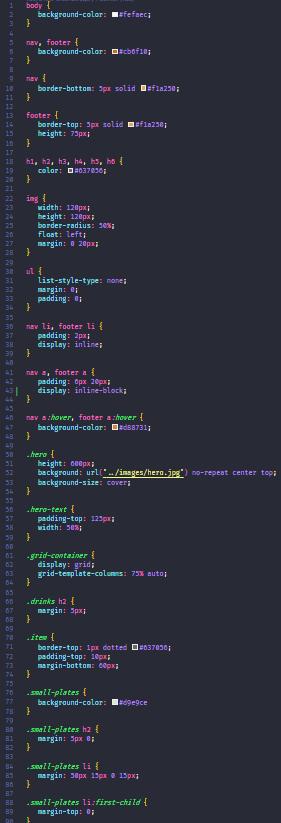 1 body {
2 background-color: #fefaec;
3 }
4
5 nav, footer {
6 background-color: #cb6f10;
7 }
8
9 nav {
10 border-bottom: 5px solid #f1a250;
11 }
12
13 footer {
14 border-top: 5px solid #f1a250;
15 height: 75px;
16 }
17
18 h1, h2, h3, h4, h5, h6 {
19 color: #637056;
20 }
21
22 img {
23 width: 120px;
24 height: 120px;
25 border-radius: 50%;
26 float: left;
27 margin: 0 20px;
28 }
29
30 ul {
31 list-style-type: none;
32 margin: 0;
33 padding: 0;
34 }
35
36 nav li, footer li {
37 padding: 2px;
38 display: inline;
39 }
40
41 nav a, footer a {
42 padding: 6px 20px;
43 display: inline-block;
44 }
45
46 nav a:hover, footer a:hover {
47 background-color: #d88731;
48 }
49
50 .hero {
51 height: 600px;
52 background: url("../images/hero.jpg") no-repeat center top;
53 background-size: cover;
54 }
55
56 .hero-text {
57 padding-top: 125px;
58 width: 50%;
59 }
60
61 .grid-container {
62 display: grid;
63 grid-template-columns: 75% auto;
64 }
65
66 .drinks h2 {
67 margin: 5px;
68 }
69
70 .item {
71 border-top: 1px dotted #637056;
72 padding-top: 10px;
73 margin-bottom: 60px;
74 }
75
76 .small-plates {
77 background-color: #d9e9ce
78 }
79
80 .small-plates h2 {
81 margin: 5px 0;
82 }
83
84 .small-plates li {
85 margin: 50px 15px 0 15px;
86 }
87
88 .small-plates li:first-child {
89 margin-top: 0;
90 }